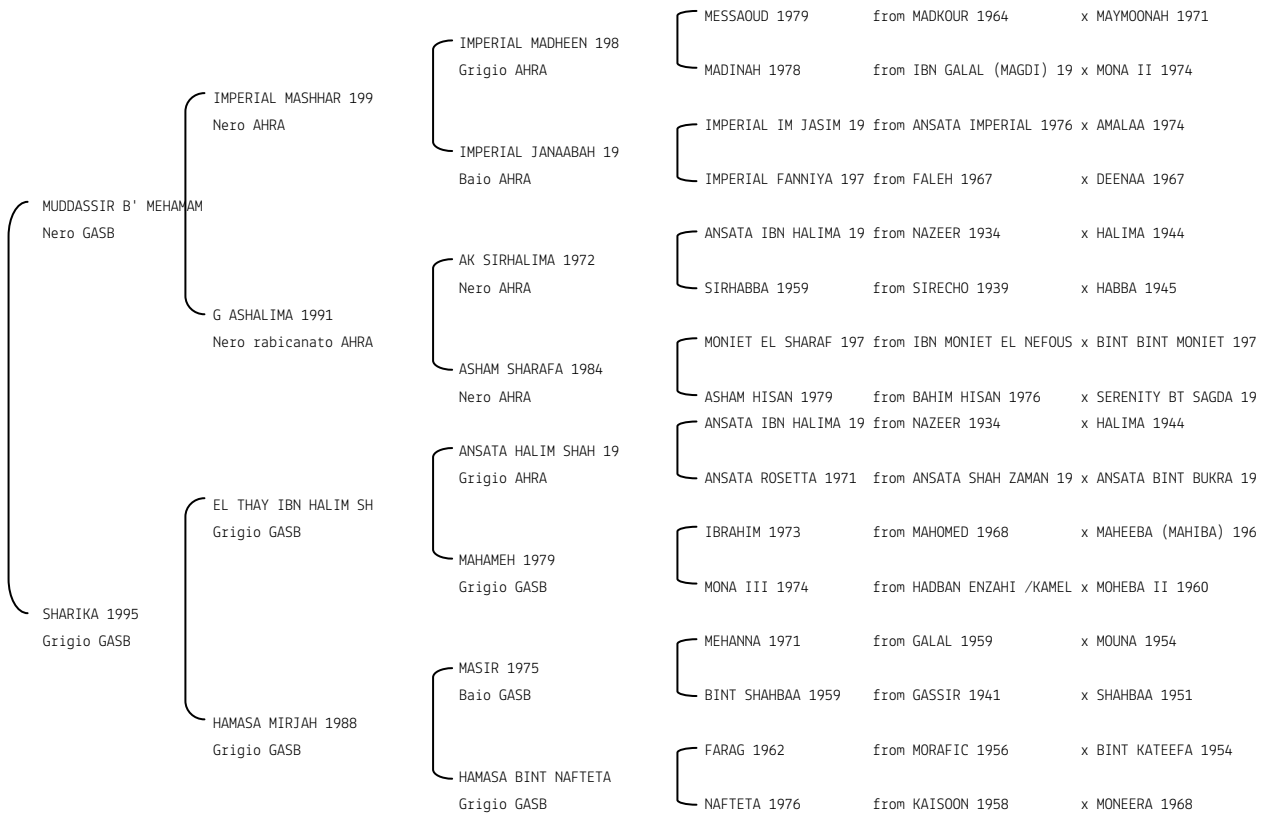 MESSAOUD 1979 from MADKOUR 1964 x MAYMOONAH 1971
IMPERIAL MADHEEN 198
Grigio AHRA
MADINAH 1978 from IBN GALAL (MAGDI) 19 x MONA II 1974
IMPERIAL MASHHAR 199
Nero AHRA
IMPERIAL IM JASIM 19 from ANSATA IMPERIAL 1976 x AMALAA 1974
IMPERIAL JANAABAH 19
Baio AHRA
IMPERIAL FANNIYA 197 from FALEH 1967 x DEENAA 1967
MUDDASSIR B' MEHAMAM
Nero GASB
ANSATA IBN HALIMA 19 from NAZEER 1934 x HALIMA 1944
AK SIRHALIMA 1972
Nero AHRA
SIRHABBA 1959 from SIRECHO 1939 x HABBA 1945
G ASHALIMA 1991
Nero rabicanato AHRA
MONIET EL SHARAF 197 from IBN MONIET EL NEFOUS x BINT BINT MONIET 197
ASHAM SHARAFA 1984
Nero AHRA
ASHAM HISAN 1979 from BAHIM HISAN 1976 x SERENITY BT SAGDA 19
ANSATA IBN HALIMA 19 from NAZEER 1934 x HALIMA 1944
ANSATA HALIM SHAH 19
Grigio AHRA
ANSATA ROSETTA 1971 from ANSATA SHAH ZAMAN 19 x ANSATA BINT BUKRA 19
EL THAY IBN HALIM SH
Grigio GASB
IBRAHIM 1973 from MAHOMED 1968 x MAHEEBA (MAHIBA) 196
MAHAMEH 1979
Grigio GASB
MONA III 1974 from HADBAN ENZAHI /KAMEL x MOHEBA II 1960
SHARIKA 1995
Grigio GASB
MEHANNA 1971 from GALAL 1959 x MOUNA 1954
MASIR 1975
Baio GASB
BINT SHAHBAA 1959 from GASSIR 1941 x SHAHBAA 1951
HAMASA MIRJAH 1988
Grigio GASB
FARAG 1962 from MORAFIC 1956 x BINT KATEEFA 1954
HAMASA BINT NAFTETA
Grigio GASB
NAFTETA 1976 from KAISOON 1958 x MONEERA 1968